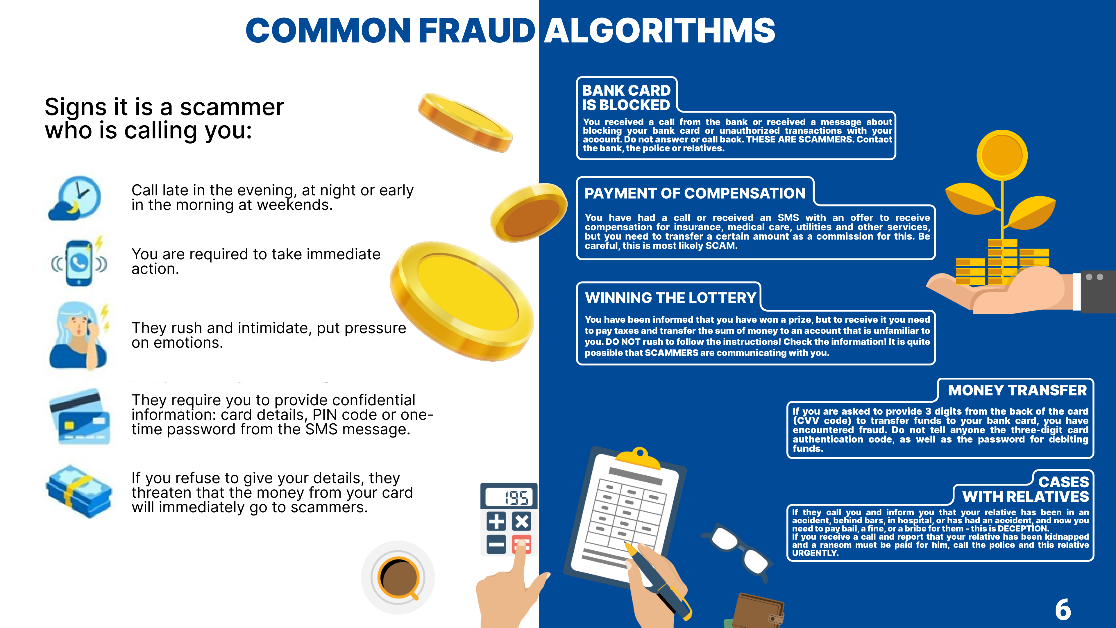 COMMON FRAUD ALGORITHMS
Signs it is a scammer
who is calling you:
Call late in the evening, at night or early
in the morning at weekends.
You are required to take immediate
action.
They rush and intimidate, put pressure
on emotions.
They require you to provide confidential
information: card details, PIN code or one-
time password from the SMS message.
If you refuse to give your details, they
threaten that the money from your card
will immediately go to scammers.
195
BANK CARD
IS BLOCKED
You received a call from the bank or received a message about
blocking your bank card or unauthorized transactions with your
account. Do not answer or call back. THESE ARE SCAMMERS. Contact
the bank, the police or relatives.
PAYMENT OF COMPENSATION
You have had a call or received an SMS with an offer to receive
compensation for insurance, medical care, utilities and other services,
but you need to transfer a certain amount as a commission for this. Be
careful, this is most likely SCAM.
WINNING THE LOTTERY
You have been informed that you have won a prize, but to receive it you need
to pay taxes and transfer the sum of money to an account that is unfamiliar to
you. DO NOT rush to follow the instructions! Check the information! It is quite
possible that SCAMMERS are communicating with you.
MONEY TRANSFER
If you are asked to provide 3 digits from the back of the card
(CVV code) to transfer funds to your bank card, you have
encountered fraud. Do not tell anyone the three-digit card
authentication code, as well as the password for debiting
funds.
CASES
WITH RELATIVES
If they call you and inform you that your relative has been in an
accident, behind bars, in hospital, or has had an accident, and now you
need to pay bail, a fine, or a bribe for them - this is DECEPTION.
If you receive a call and report that your relative has been kidnapped
and a ransom must be paid for him, call the police and this relative
URGENTLY.
6